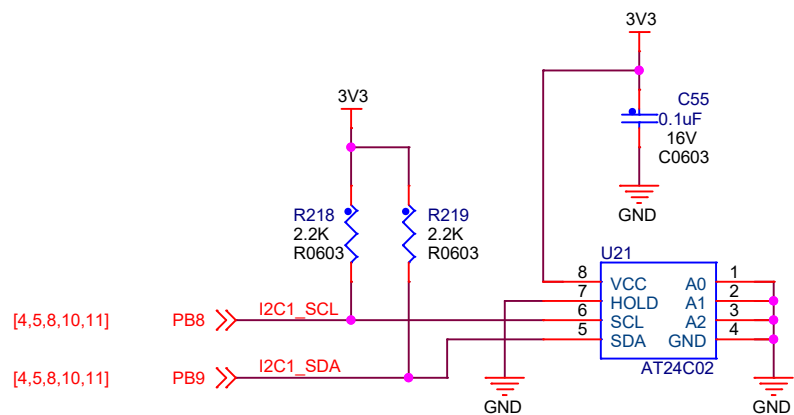 3V3
C55
0.1uF
16V
C0603
GND
3V3
R218
2.2K
R0603
R219
2.2K
R0603
U21
8 VCC A0 1
7 HOLD A1 2
6 SCL A2 3
5 SDA GND 4
AT24C02
[4,5,8,10,11] PB8 I2C1_SCL
[4,5,8,10,11] PB9 I2C1_SDA
GND
GND